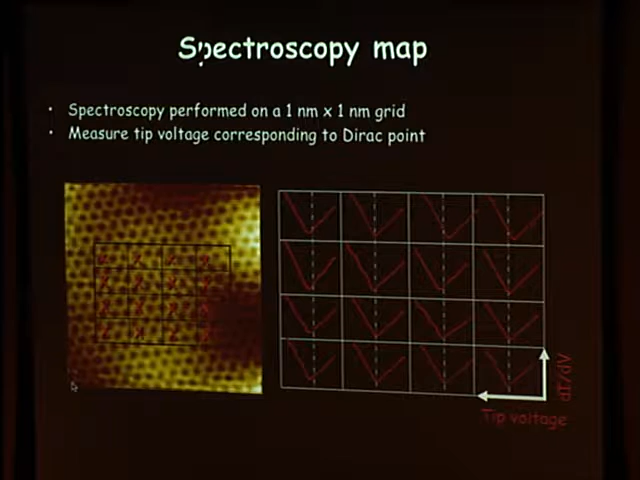 Spectroscopy map
• Spectroscopy performed on a 1 nm x 1 nm grid
• Measure tip voltage corresponding to Dirac point
dI/dV
Tip voltage